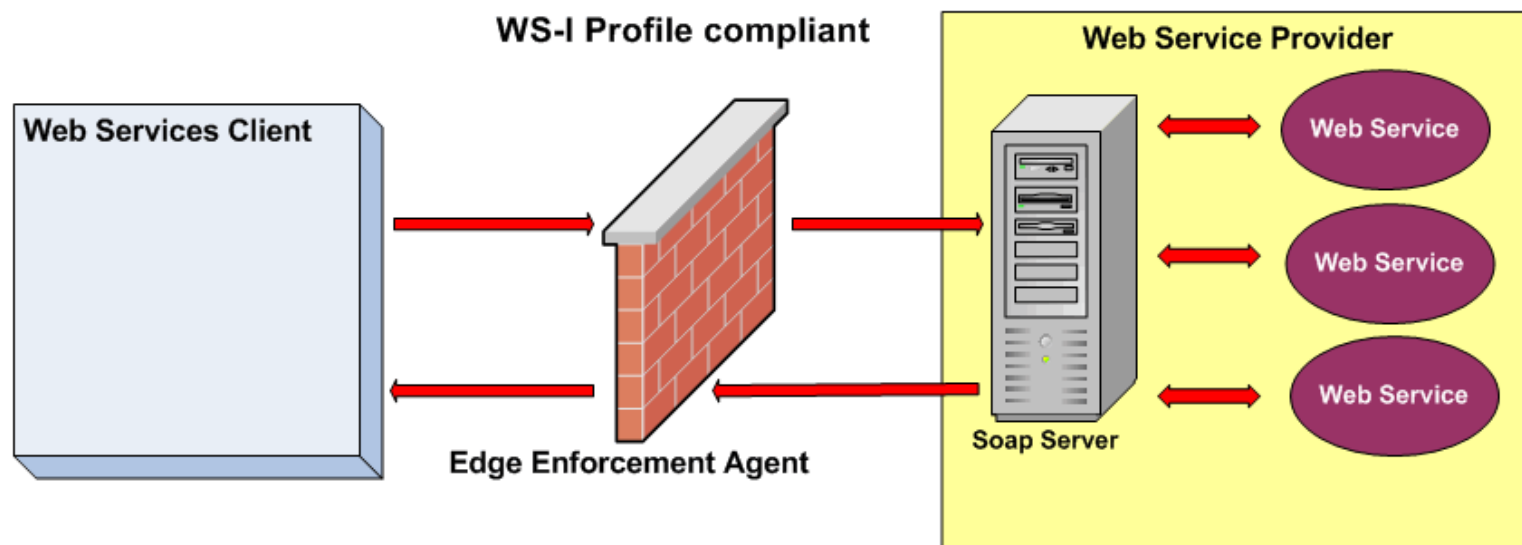 WS-I Profile compliant
Web Service Provider
Web Services Client
Web Service
Web Service
Web Service
Soap Server
Edge Enforcement Agent